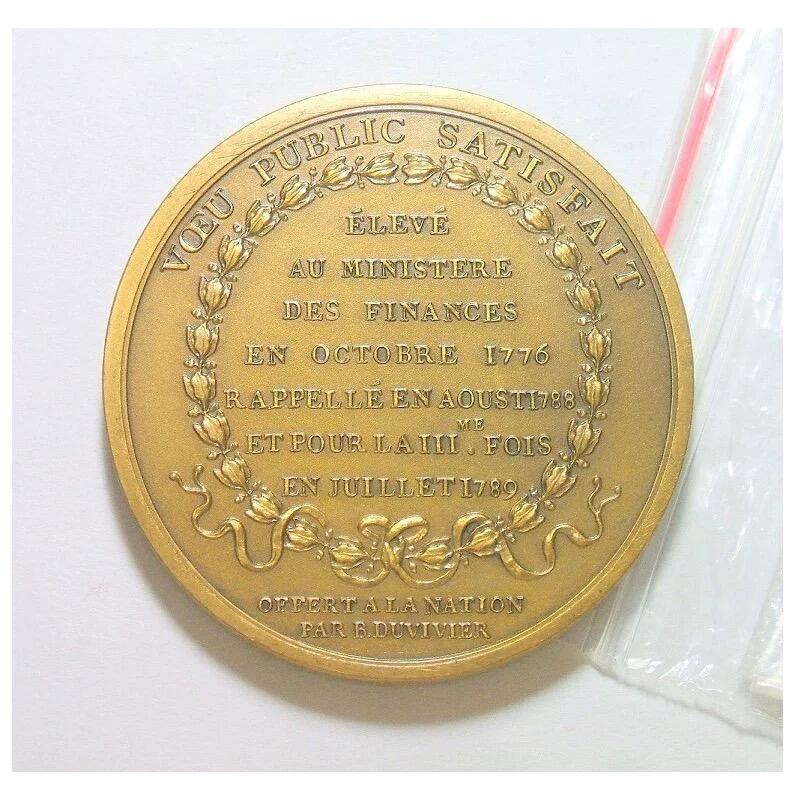 VŒU PUBLIC SATISFAIT
ÉLEVÉ
AU MINISTERE
DES FINANCES
EN OCTOBRE 1776
RAPPELLÉ EN AOUST 1788
ET POUR LA III.ME FOIS
EN JUILLET 1789
OFFERT A LA NATION
PAR B. DUVIVIER